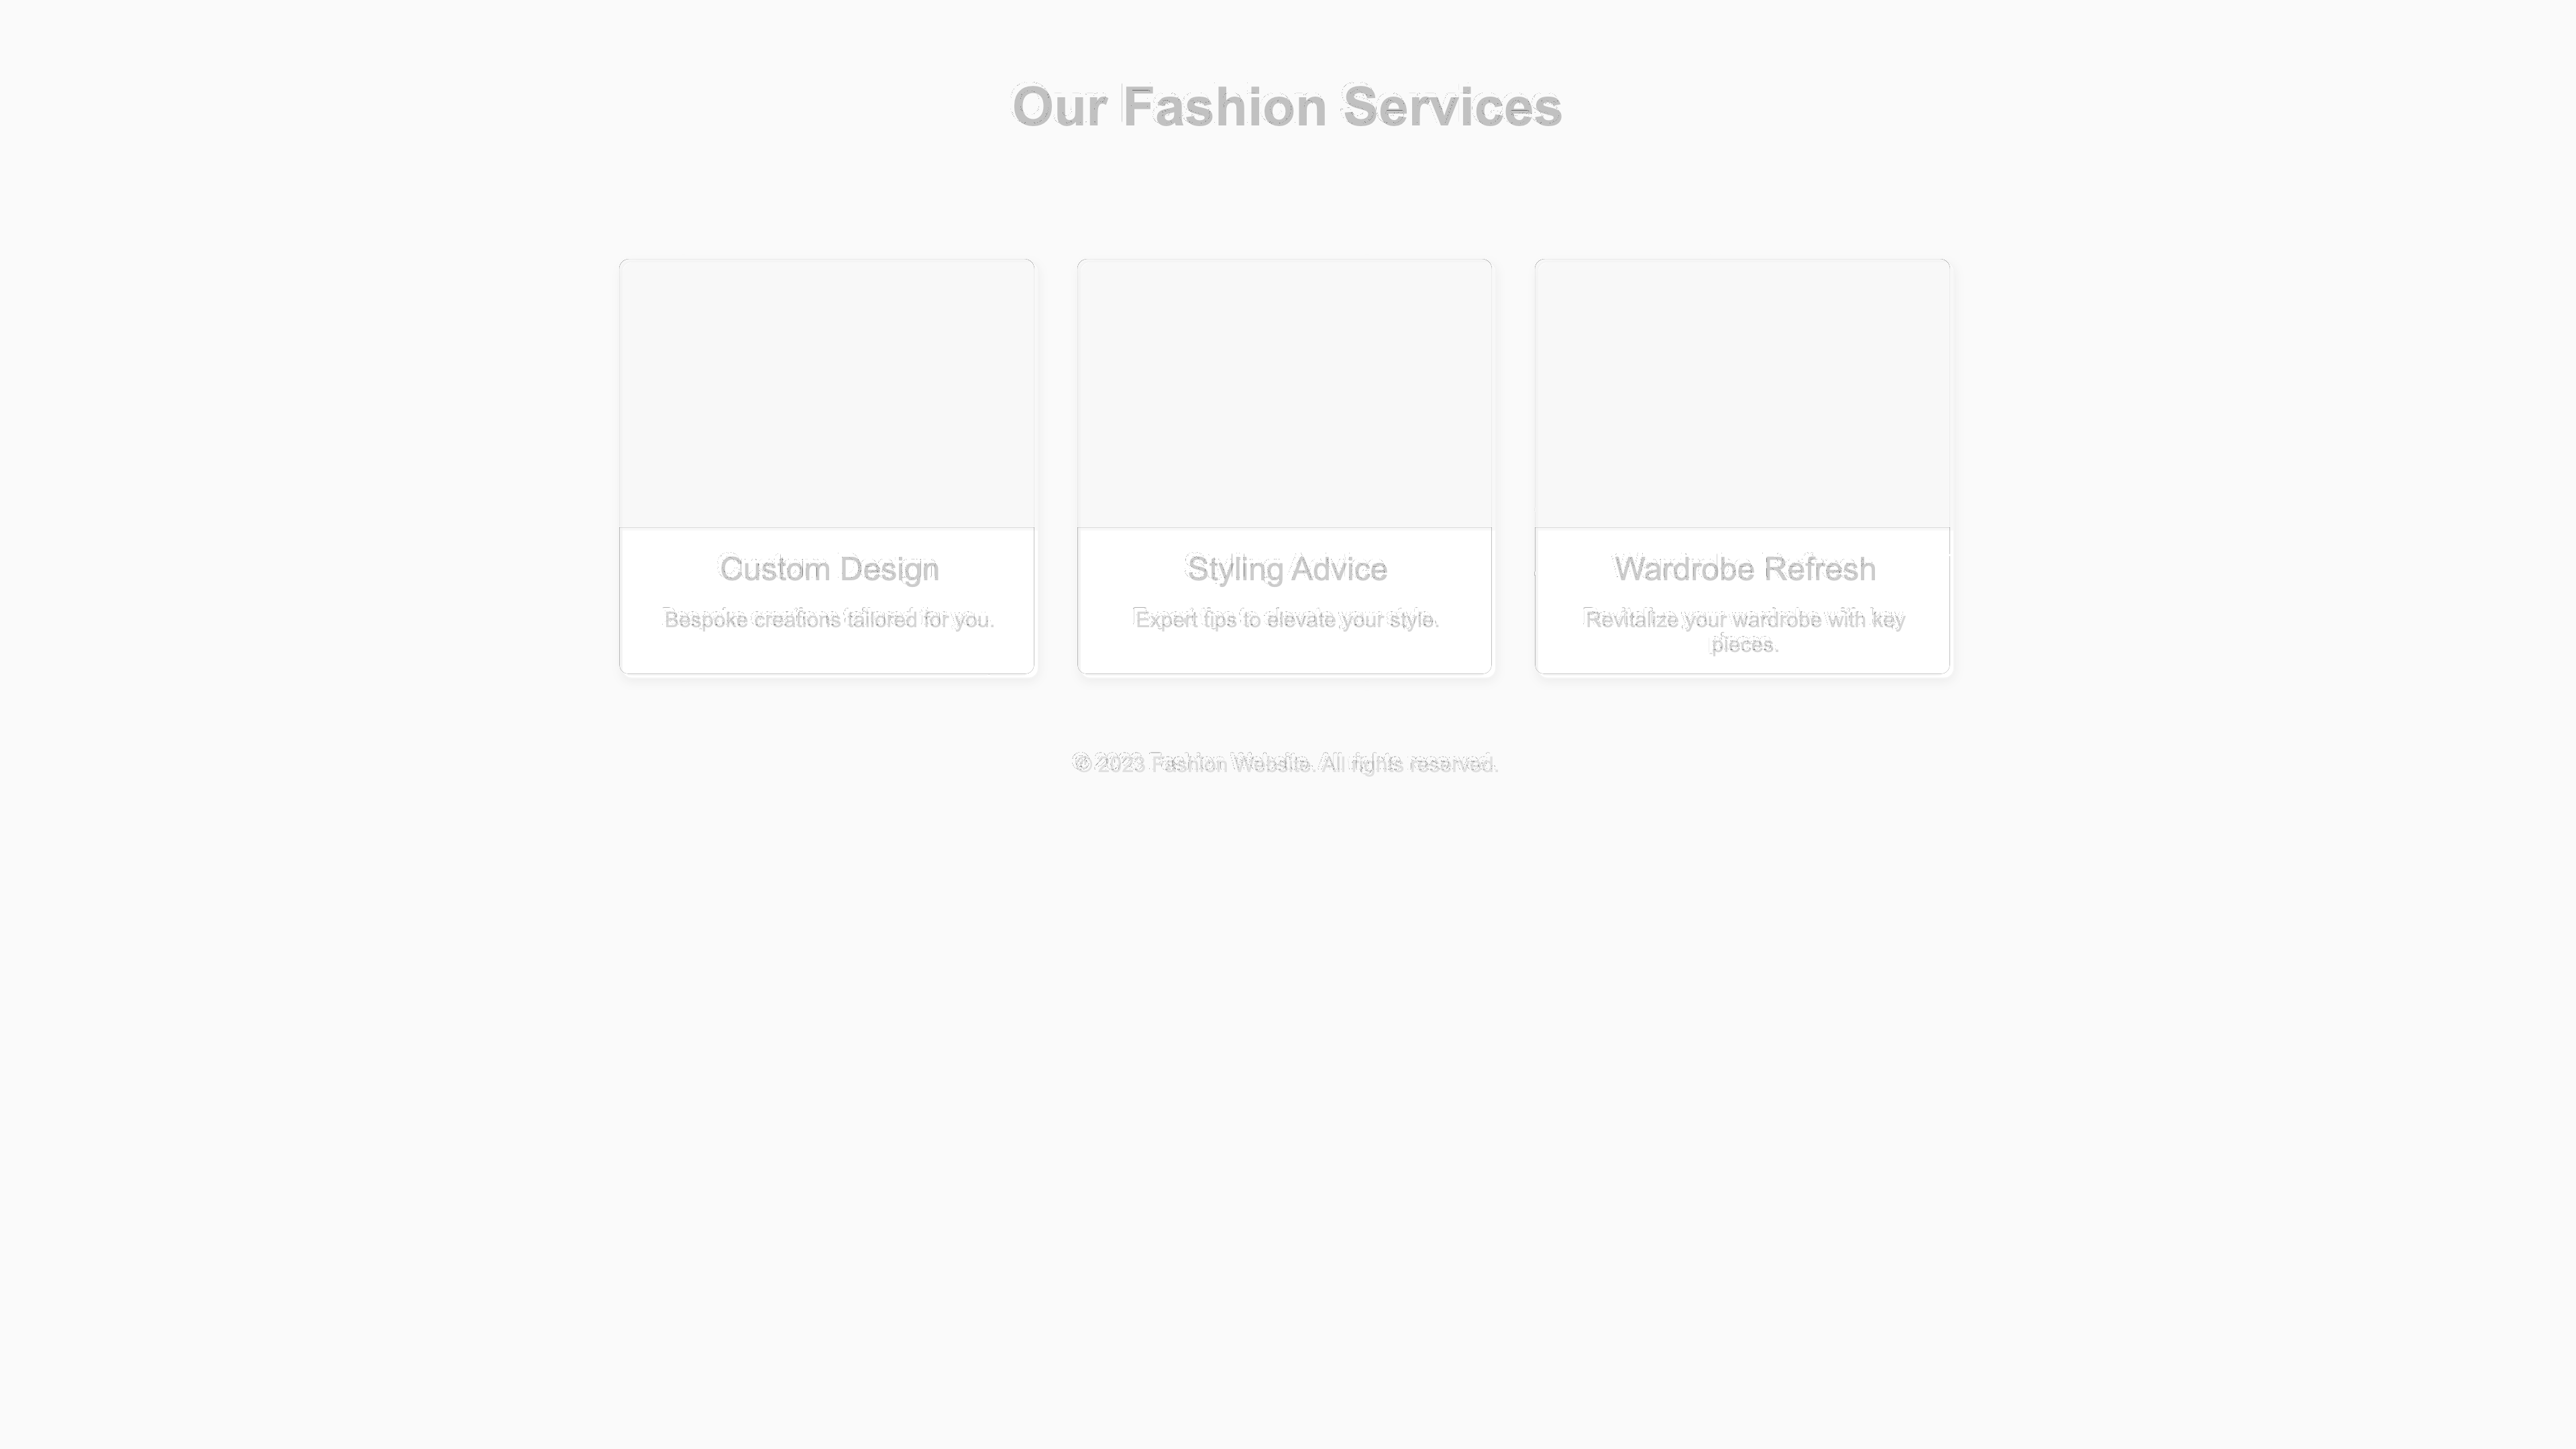 Our Fashion Services
Custom Design
Bespoke creations tailored for you.
Styling Advice
Expert tips to elevate your style.
Wardrobe Refresh
Revitalize your wardrobe with key
pieces.
© 2023 Fashion Website. All rights reserved.